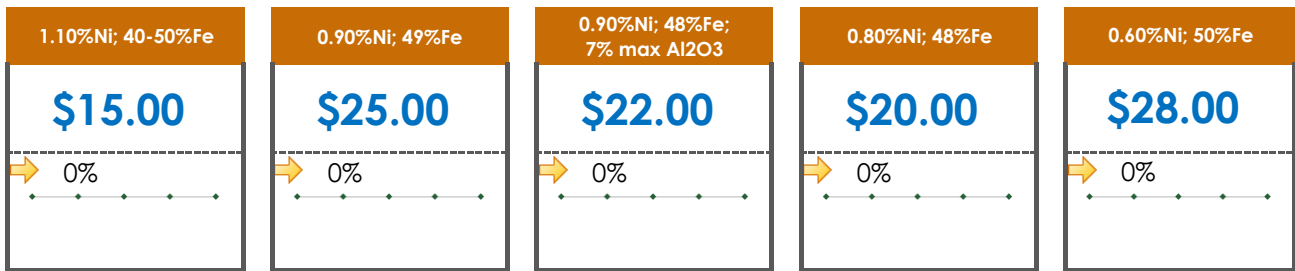 1.10%Ni; 40-50%Fe
$15.00
0%
0.90%Ni; 49%Fe
$25.00
0%
0.90%Ni; 48%Fe;
7% max Al2O3
$22.00
0%
0.80%Ni; 48%Fe
$20.00
0%
0.60%Ni; 50%Fe
$28.00
0%